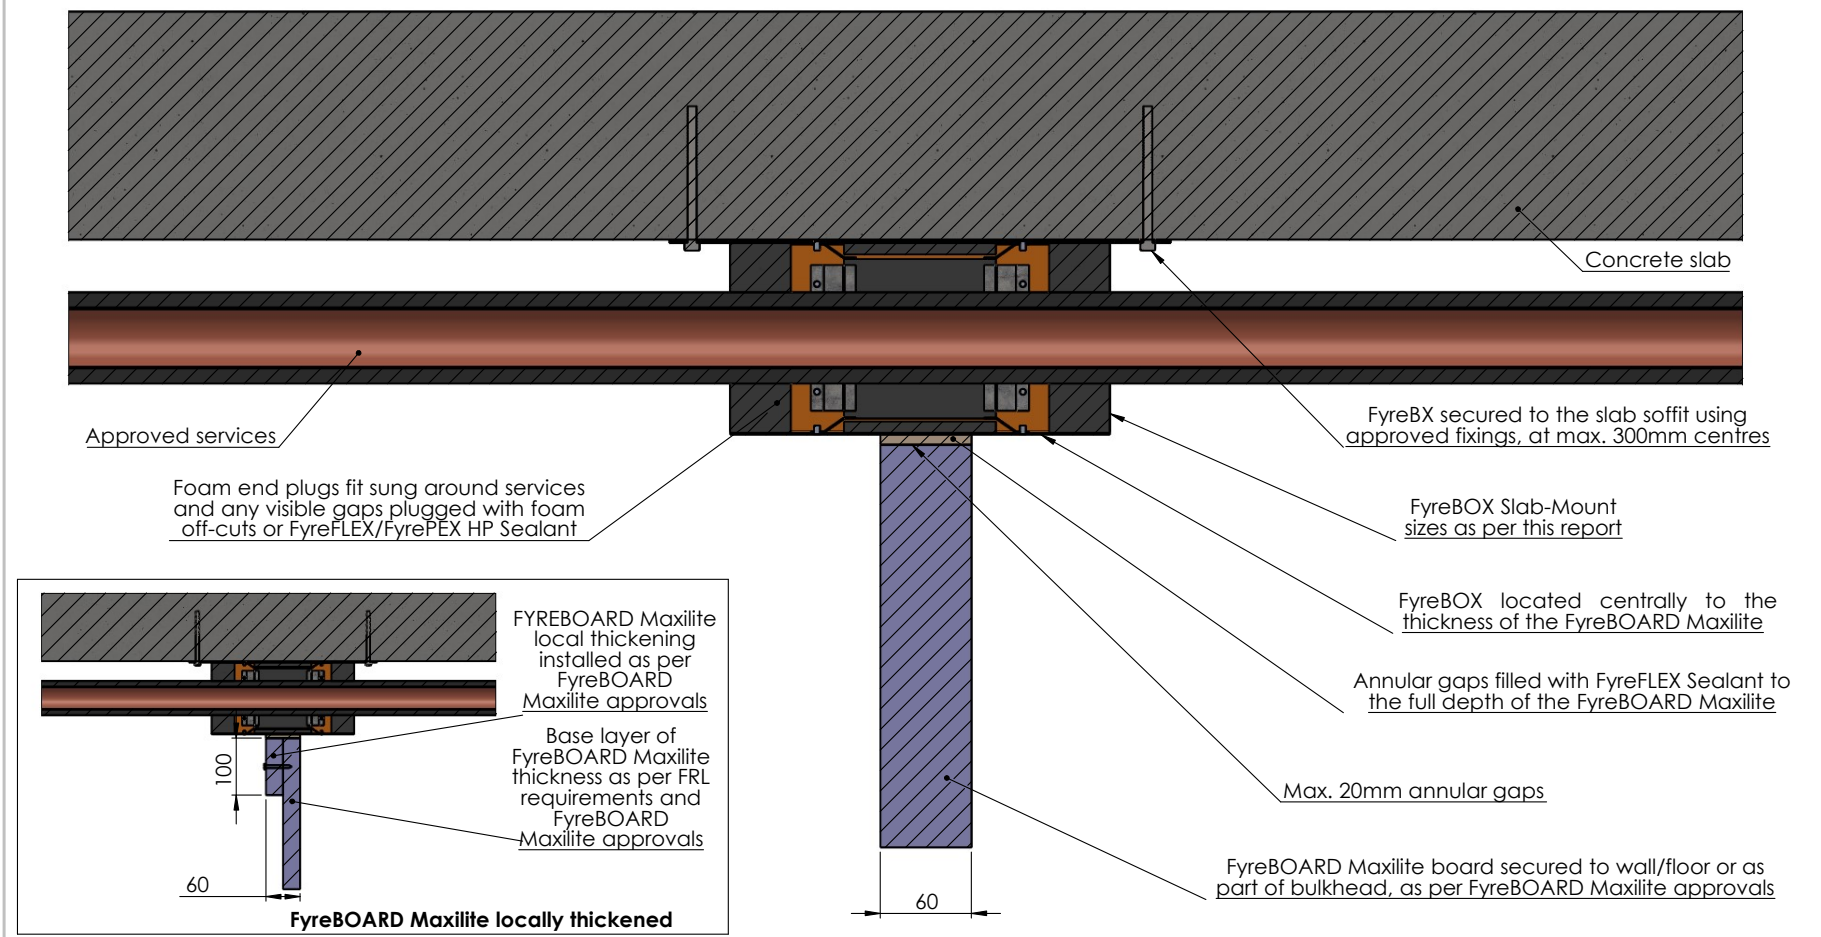 Concrete slab
Approved services
FyreBX secured to the slab soffit using
approved fixings, at max. 300mm centres
Foam end plugs fit sung around services
and any visible gaps plugged with foam
off-cuts or FyreFLEX/FyrePEX HP Sealant
FyreBOX Slab-Mount
sizes as per this report
FyreBOX located centrally to the
thickness of the FyreBOARD Maxilite
Annular gaps filled with FyreFLEX Sealant to
the full depth of the FyreBOARD Maxilite
Max. 20mm annular gaps
FyreBOARD Maxilite board secured to wall/floor or as
part of bulkhead, as per FyreBOARD Maxilite approvals
60
FYREBOARD Maxilite
local thickening
installed as per
FyreBOARD
Maxilite approvals
Base layer of
FyreBOARD Maxilite
thickness as per FRL
requirements and
FyreBOARD
Maxilite approvals
100
60
FyreBOARD Maxilite locally thickened